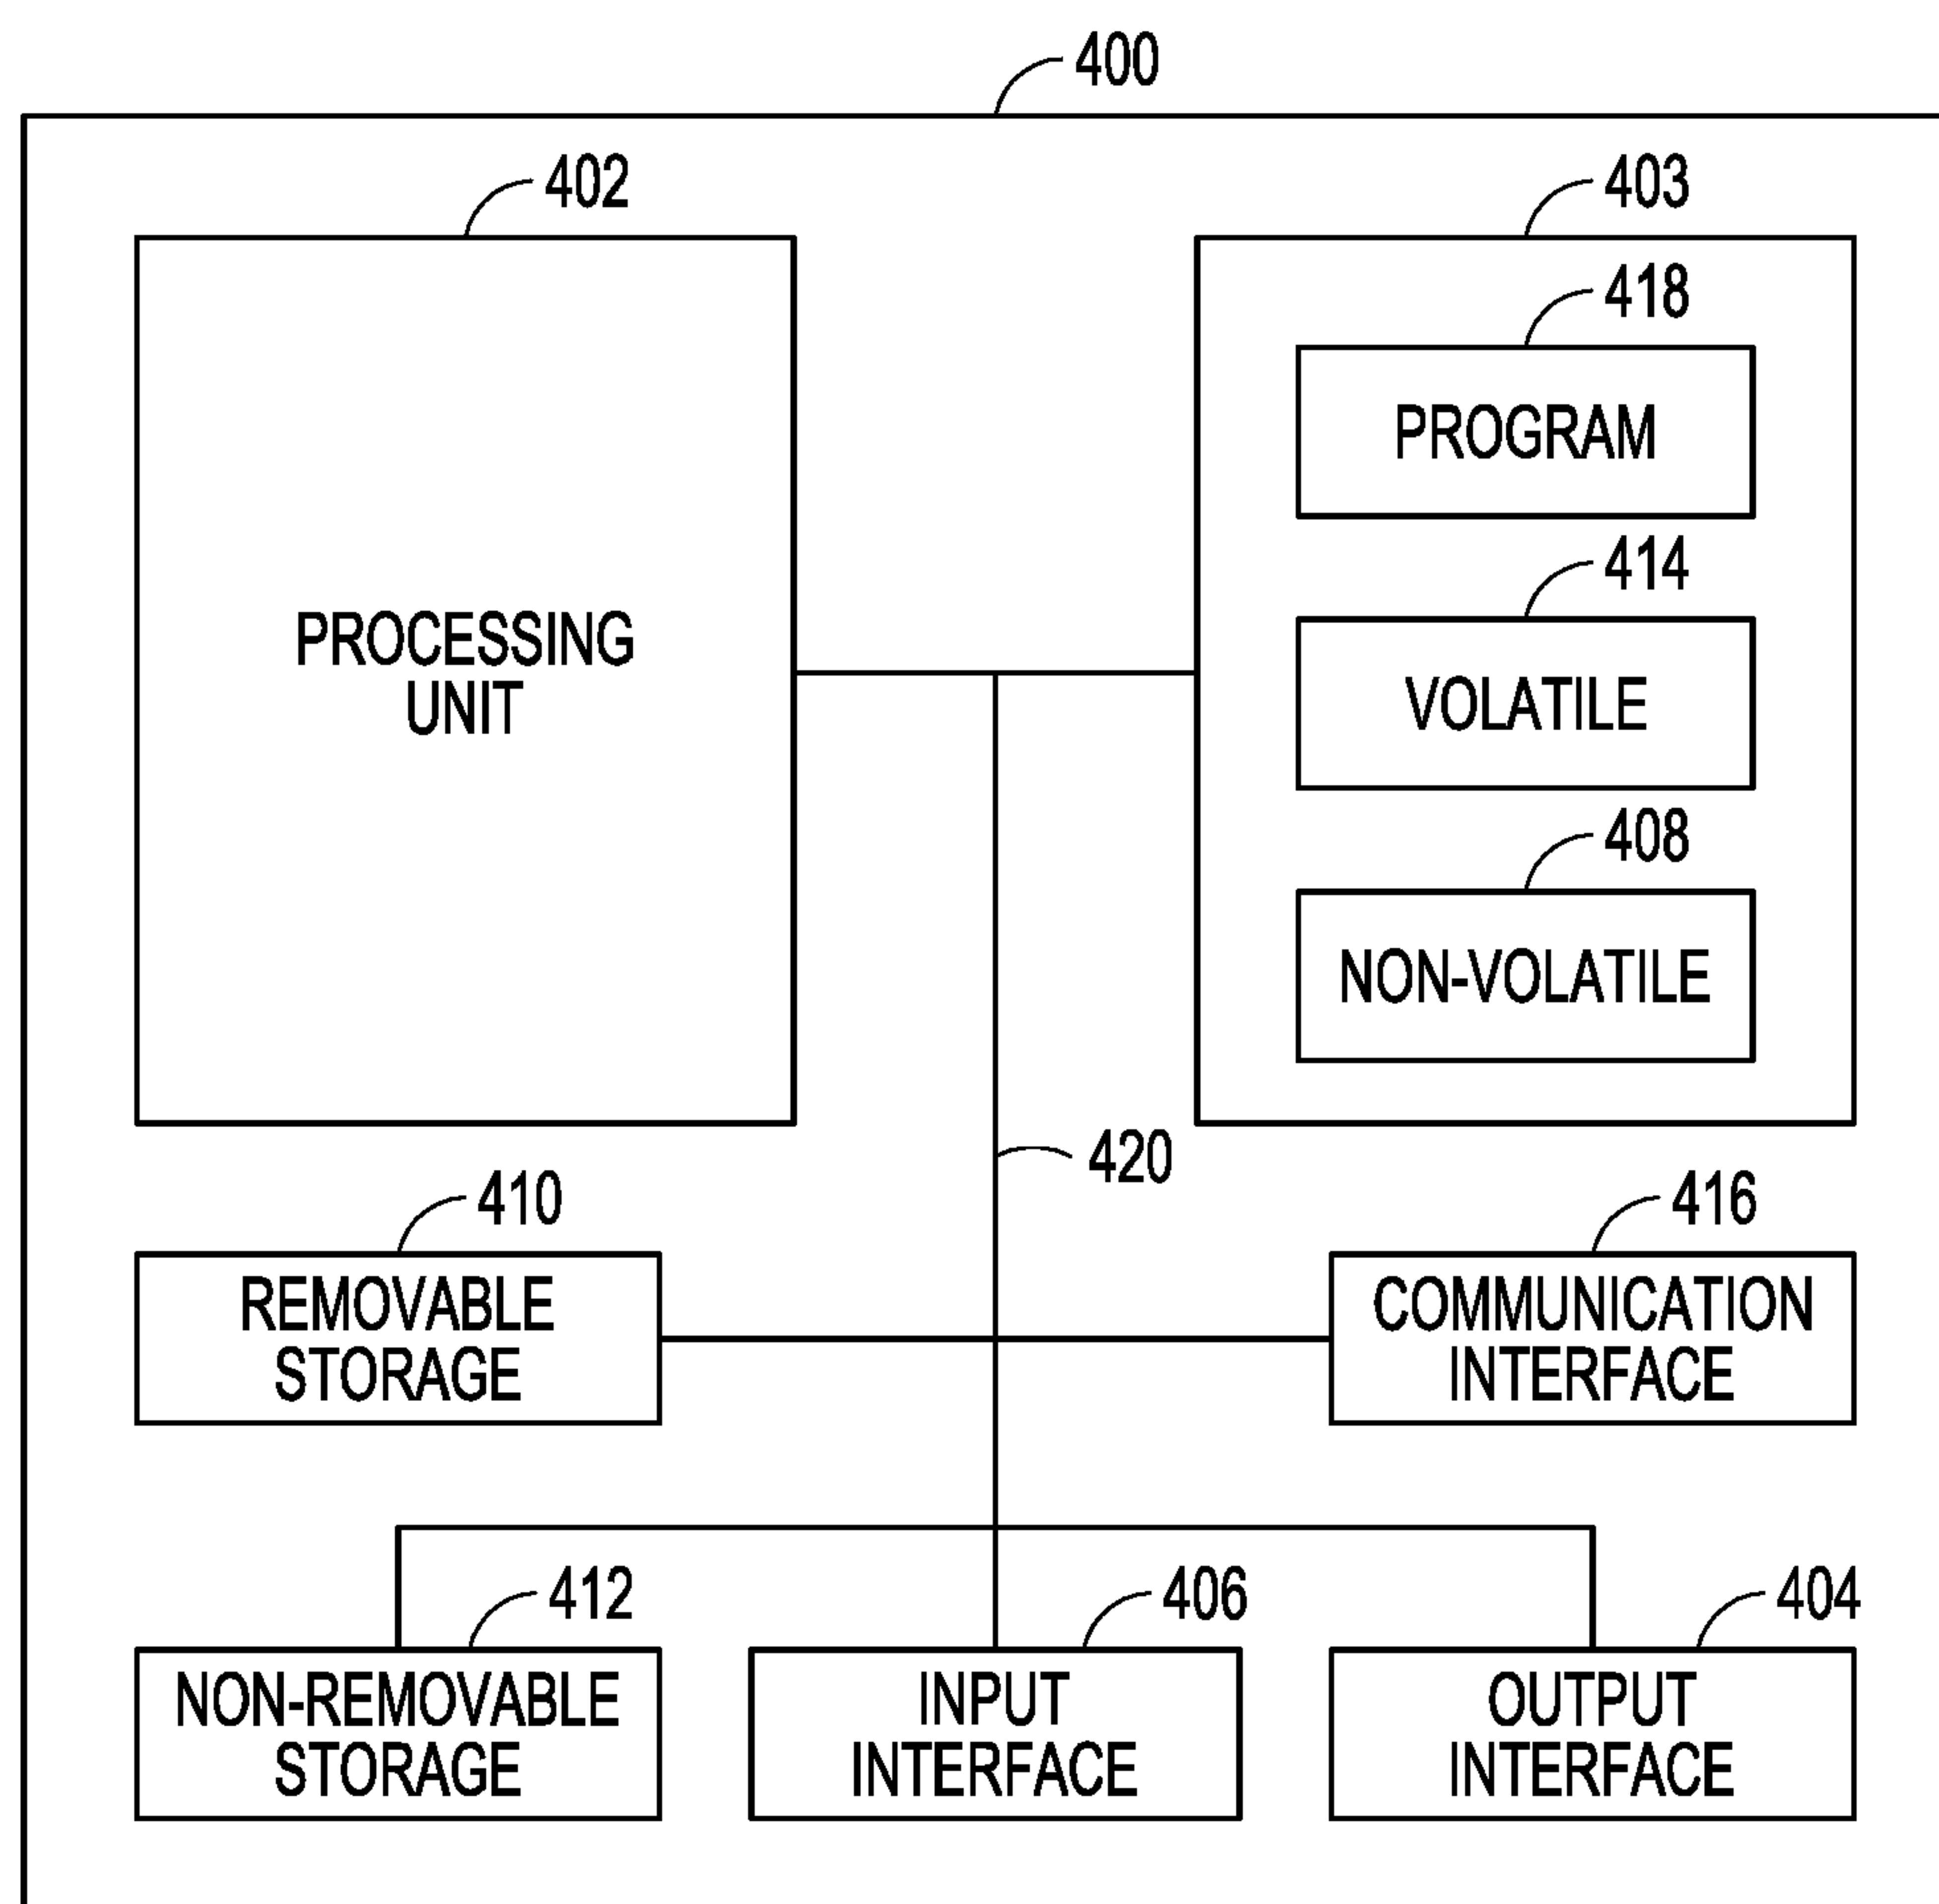 400
402
403
418
PROGRAM
414
PROCESSING
UNIT
VOLATILE
408
NON-VOLATILE
420
410
416
REMOVABLE
STORAGE
COMMUNICATION
INTERFACE
412
406
404
NON-REMOVABLE
STORAGE
INPUT
INTERFACE
OUTPUT
INTERFACE